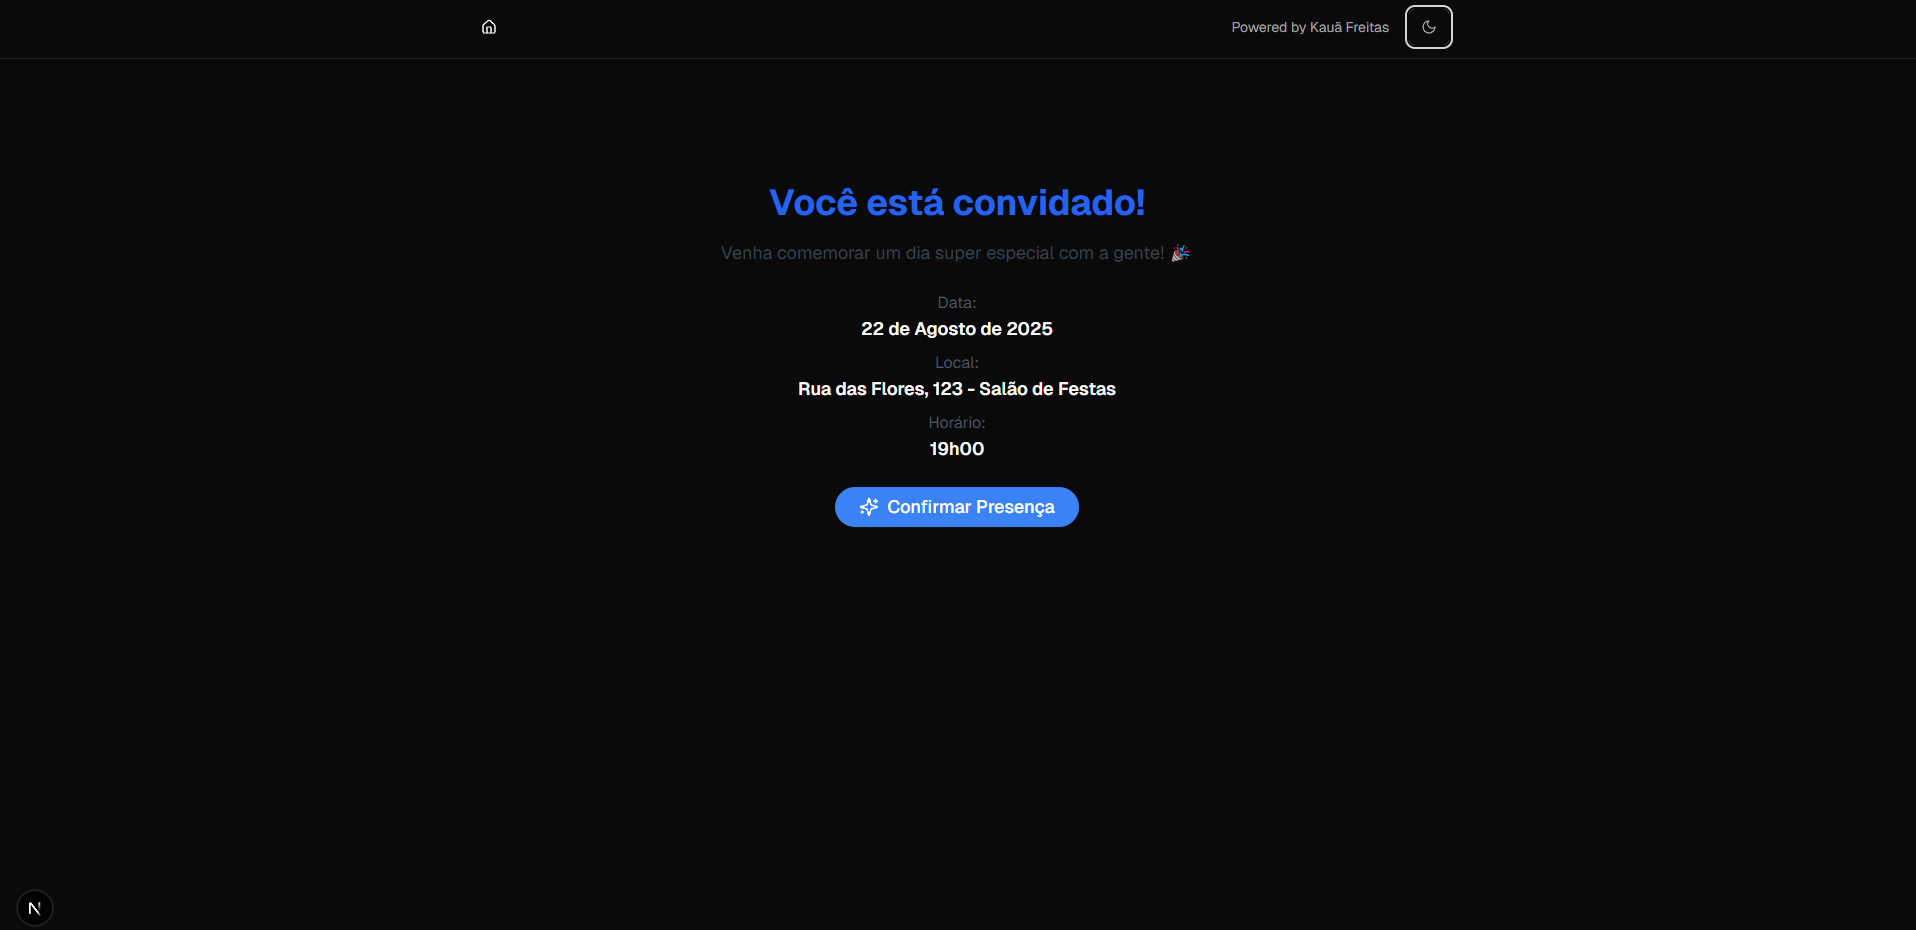 Powered by Kauã Freitas
Você está convidado!
Venha comemorar um dia super especial com a gente! 🎉
Data:
22 de Agosto de 2025
Local:
Rua das Flores, 123 - Salão de Festas
Horário:
19h00
Confirmar Presença
N